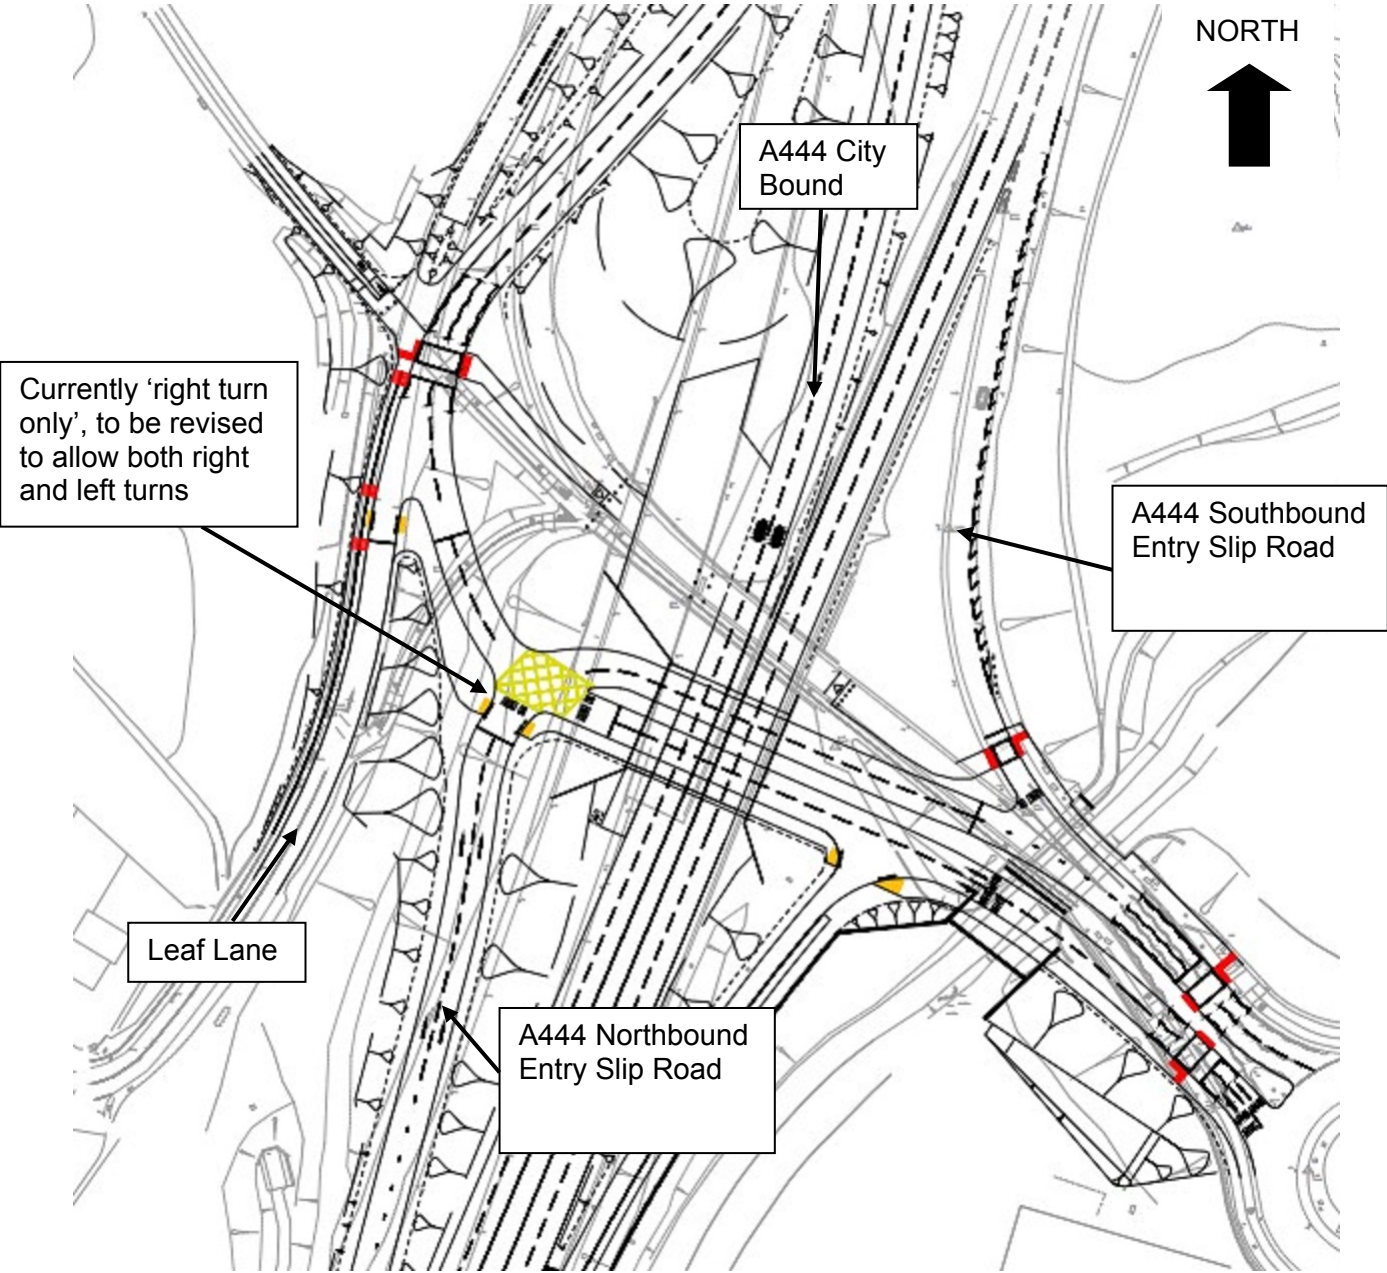 NORTH
A444 City
Bound
Currently ‘right turn
only’, to be revised
to allow both right
and left turns
A444 Southbound
Entry Slip Road
Leaf Lane
A444 Northbound
Entry Slip Road